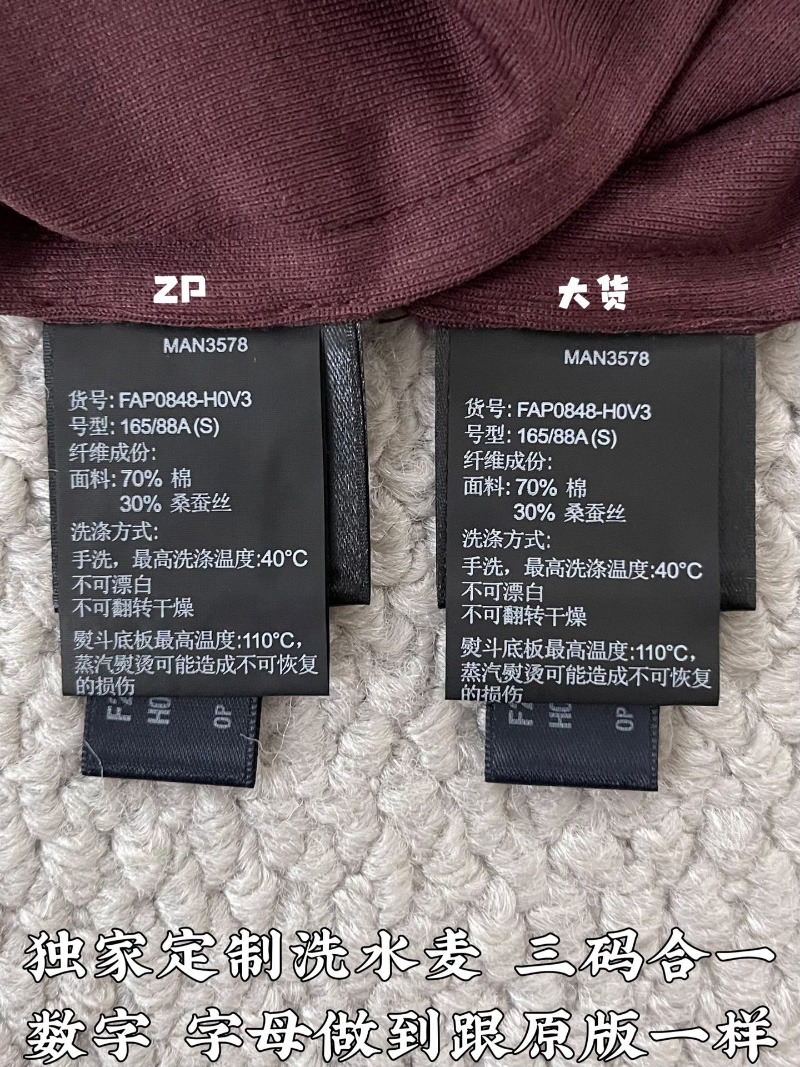 ZP
大货
MAN3578
货号: FAP0848-H0V3
号型: 165/88A (S)
纤维成份:
面料: 70% 棉
30% 桑蚕丝
洗涤方式:
手洗，最高洗涤温度:40°C
不可漂白
不可翻转干燥
熨斗底板最高温度:110°C，
蒸汽熨烫可能造成不可恢复
的损伤
MAN3578
货号: FAP0848-H0V3
号型: 165/88A (S)
纤维成份:
面料: 70% 棉
30% 桑蚕丝
洗涤方式:
手洗，最高洗涤温度:40°C
不可漂白
不可翻转干燥
熨斗底板最高温度:110°C，
蒸汽熨烫可能造成不可恢复
的损伤
独家定制洗水麦 三码合一
数字 字母做到跟原版一样